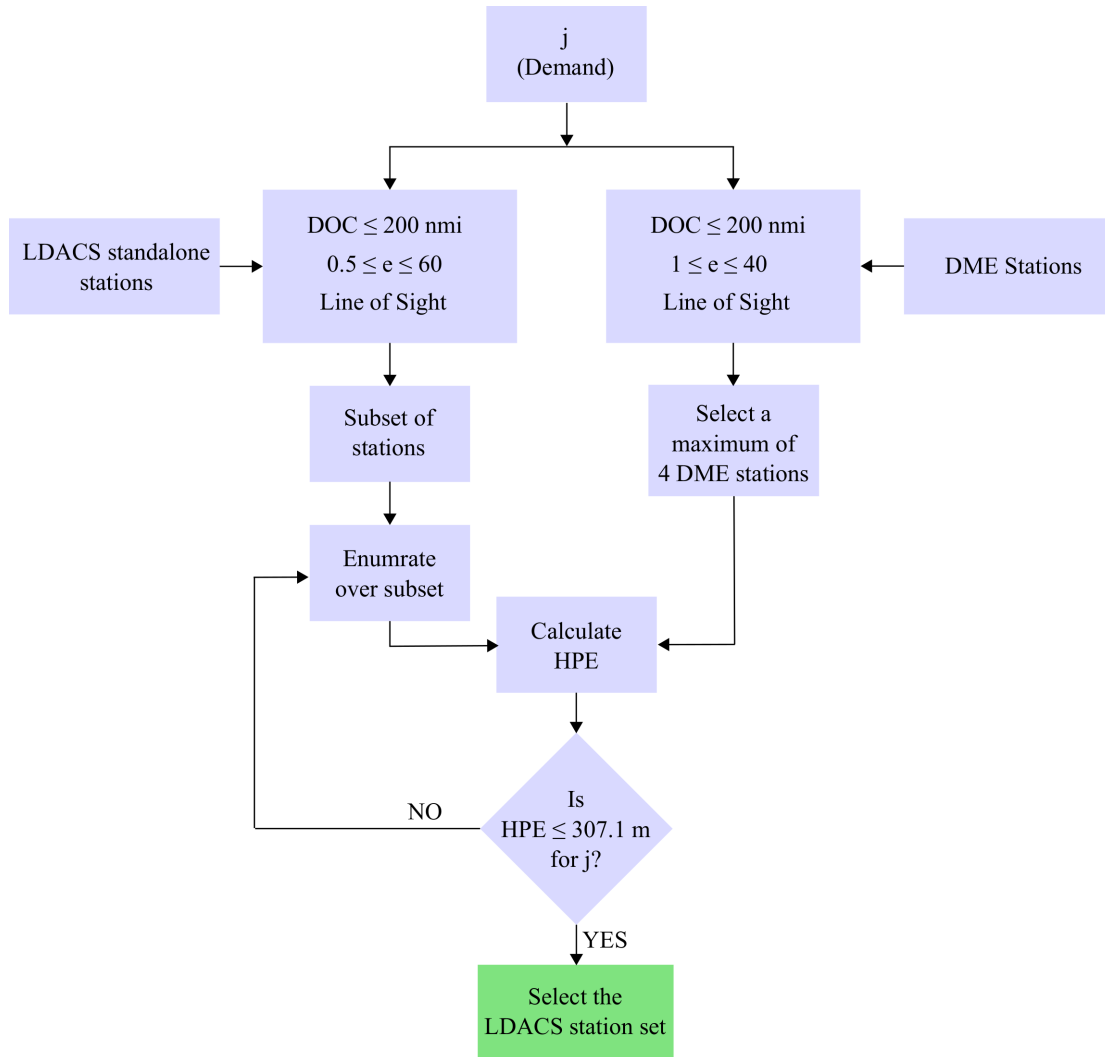 j
(Demand)
LDACS standalone
stations
DOC ≤ 200 nmi
0.5 ≤ e ≤ 60
Line of Sight
DOC ≤ 200 nmi
1 ≤ e ≤ 40
Line of Sight
DME Stations
Subset of
stations
Select a
maximum of
4 DME stations
Enumrate
over subset
Calculate
HPE
Is
HPE ≤ 307.1 m
for j?
NO
YES
Select the
LDACS station set